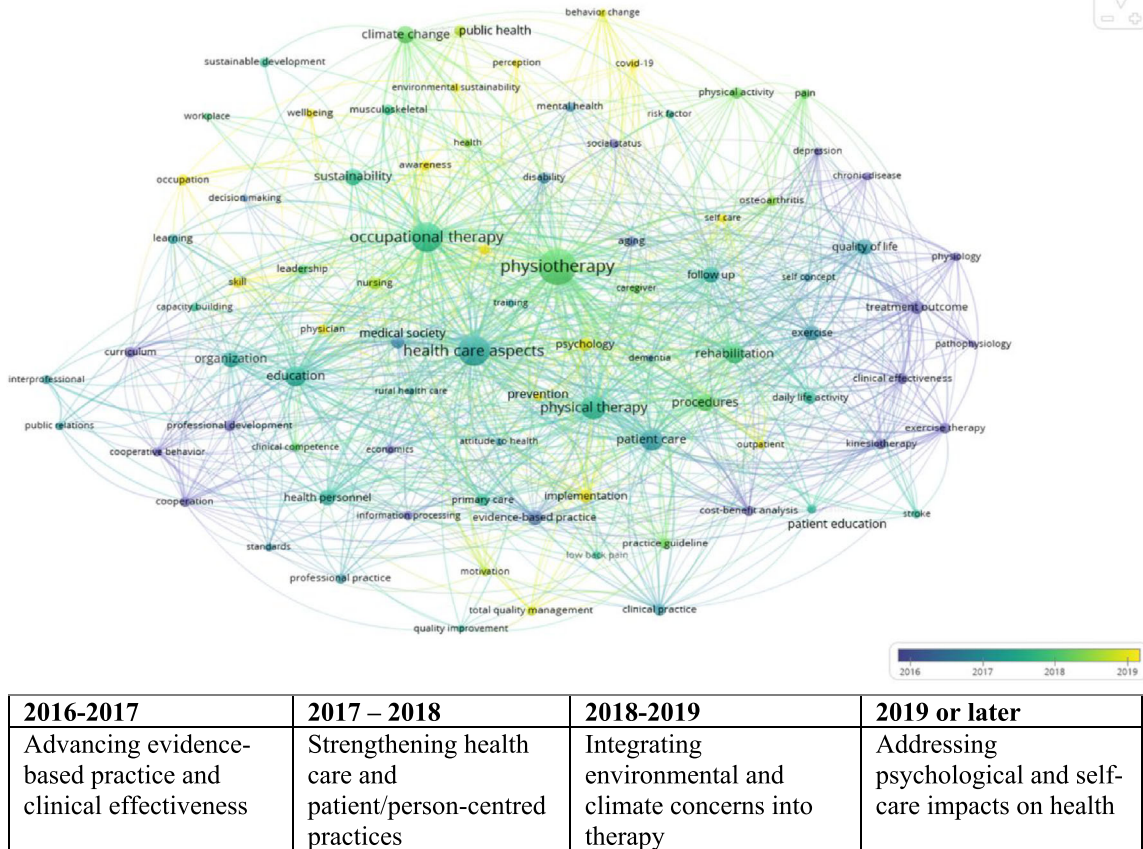 behavior change
climate change
public health
sustainable development
perception
covid-19
environmental sustainability
physical activity
pain
workplace
wellbeing
musculoskeletal
mental health
risk factor
health
social status
depression
awareness
occupation
sustainability
disability
chronic disease
decision making
osteoarthritis
self care
learning
occupational therapy
aging
quality of life
physiology
physiotherapy
leadership
follow up
self concept
skill
nursing
caregiver
capacity building
training
treatment outcome
physician
medical society
exercise
curriculum
organization
health care aspects
psychology
dementia
rehabilitation
pathophysiology
interprofessional
education
clinical effectiveness
rural health care
prevention
physical therapy
procedures
daily life activity
public relations
professional development
exercise therapy
cooperative behavior
clinical competence
economics
attitude to health
patient care
outpatient
kinesiotherapy
cooperation
health personnel
primary care
implementation
information processing
evidence-based practice
cost-benefit analysis
patient education
stroke
standards
low back pain
practice guideline
professional practice
motivation
total quality management
clinical practice
quality improvement
2016 2017 2018 2019
2016-2017
2017 – 2018
2018-2019
2019 or later
Advancing evidence-
based practice and
clinical effectiveness
Strengthening health
care and
patient/person-centred
practices
Integrating
environmental and
climate concerns into
therapy
Addressing
psychological and self-
care impacts on health